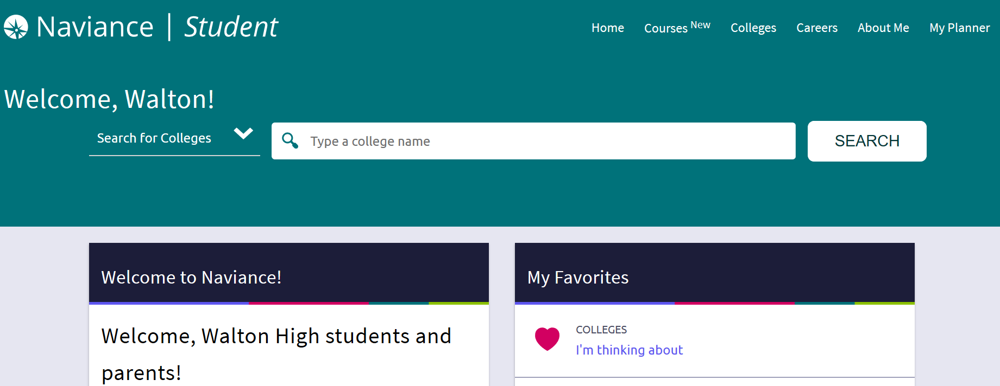 Naviance | Student
Home Courses New Colleges Careers About Me My Planner
Welcome, Walton!
Search for Colleges
Type a college name
SEARCH
Welcome to Naviance!
Welcome, Walton High students and
parents!
My Favorites
COLLEGES
I'm thinking about